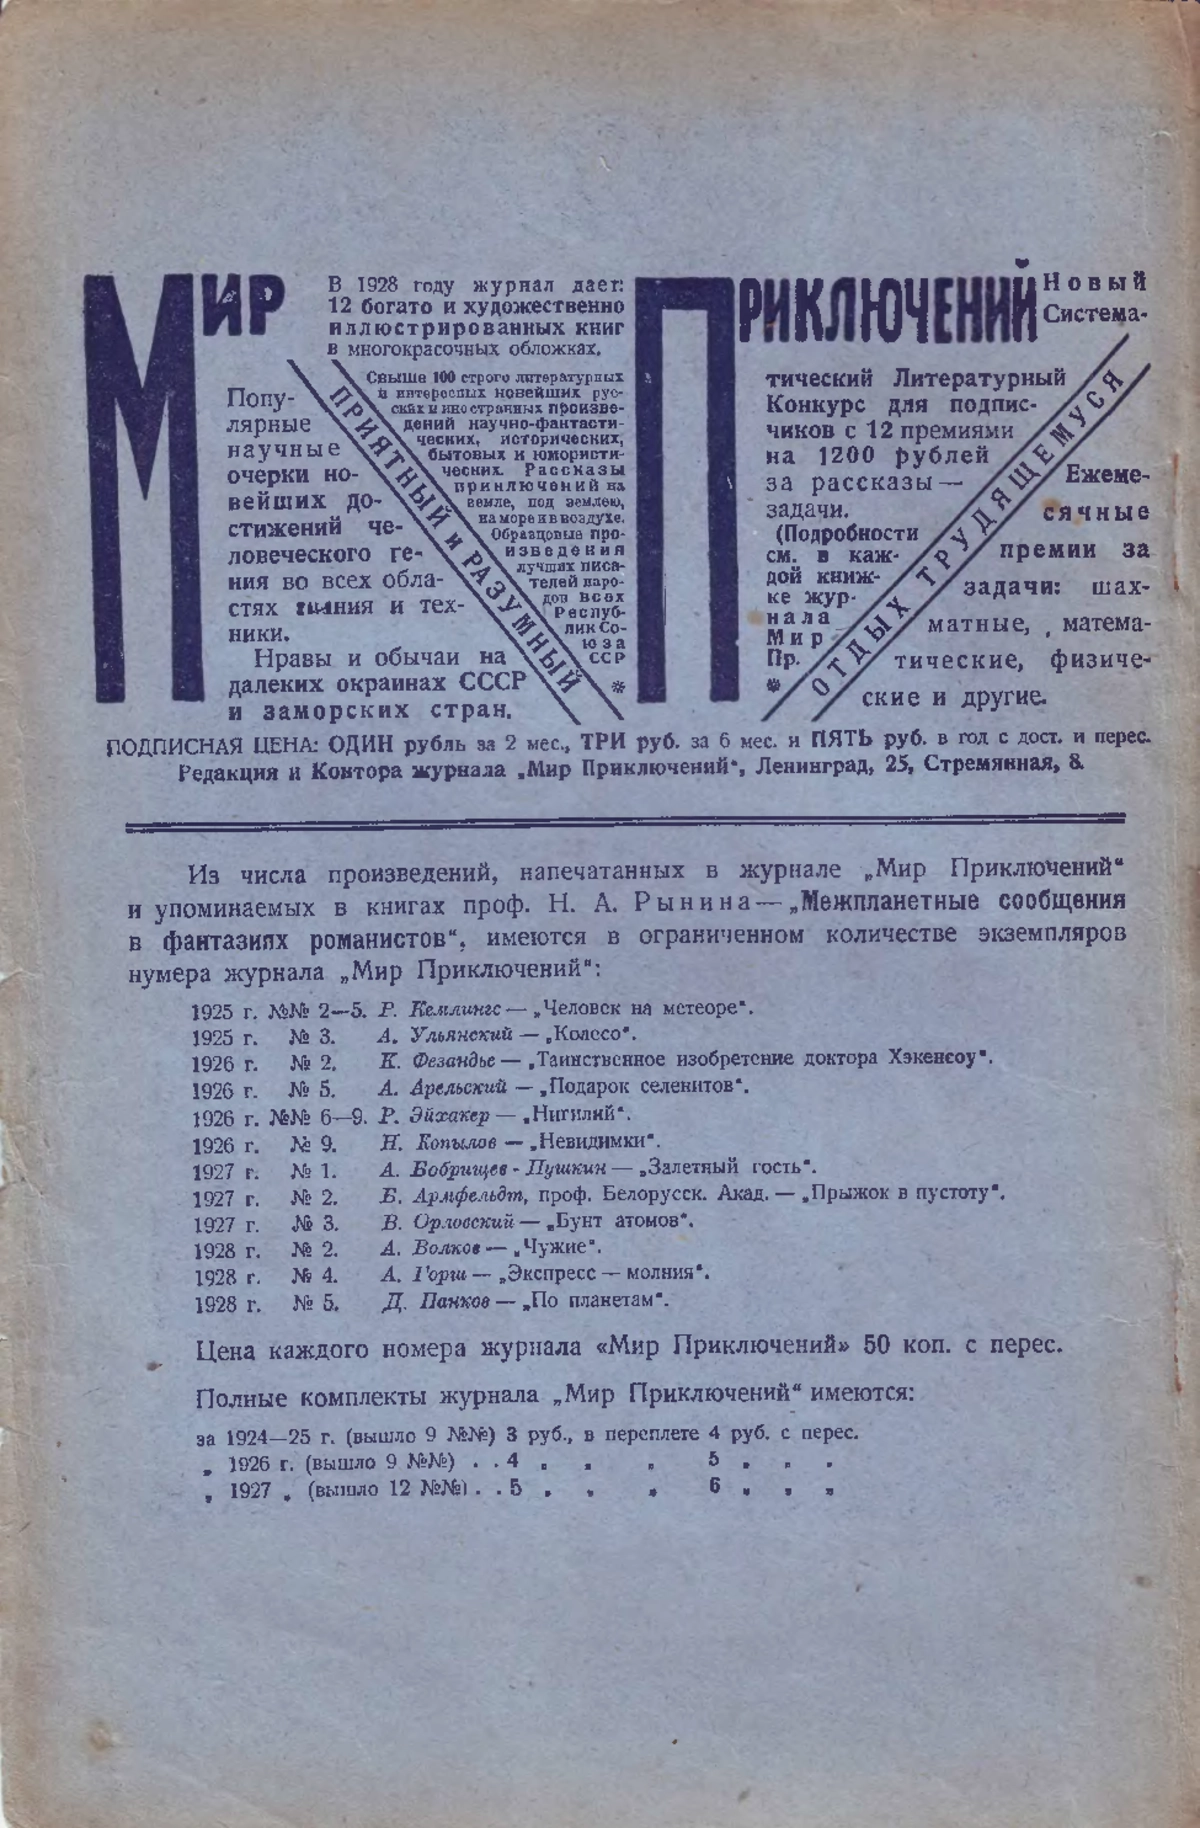 Мир Приключений
В 1928 году журнал дает:
12 богато и художественно
иллюстрированных книг
в многокрасочных обложках.
Попу-
лярные
научные
очерки но-
вейших до-
стижений че-
ловеческого ге-
ния во всех обла-
стях знания и тех-
ники.
Нравы и обычаи на
далеких окраинах СССР
и заморских стран.
ПРИЯТНЫЙ И РАЗУМНЫЙ
Свыше 100 строго литературных
и интересных новейших рус-
ских и иностранных произве-
дений научно-фантасти-
ческих, исторических,
бытовых и юмористи-
ческих. Рассказы
приключений на
земле, под землею,
на море и в воздухе.
Образцовые про-
изведения
лучших писа-
телей наро-
дов всех
Респуб-
лик Со-
юза
ССР
*
Новый
Система-
тический Литературный
Конкурс для подпис-
чиков с 12 премиями
на 1200 рублей
за рассказы—
задачи.
(Подробности
см. в каж-
дой книж-
ке жур-
нала
Мир
Пр.
*
ОТДЫХ ТРУДЯЩЕМУСЯ
Ежеме-
сячные
премии за
задачи: шах-
матные, матема-
тические, физиче-
ские и другие.
ПОДПИСНАЯ ЦЕНА: ОДИН рубль за 2 мес., ТРИ руб. за 6 мес. и ПЯТЬ руб. в год с дост. и перес.
Редакция и Контора журнала „Мир Приключений“, Ленинград, 25, Стремянная, 8.
Из числа произведений, напечатанных в журнале „Мир Приключений“
и упоминаемых в книгах проф. Н. А. Рынина—„Межпланетные сообщения
в фантазиях романистов“, имеются в ограниченном количестве экземпляров
нумера журнала „Мир Приключений“:
1925 г. №№ 2—5. Р. Кемлингс — „Человек на метеоре“.
1925 г. № 3. А. Ульянский — „Колесо“.
1926 г. № 2. К. Фезандье — „Таинственное изобретение доктора Хэкенсоу“.
1926 г. № 5. А. Арельский — „Подарок селенитов“.
1926 г. №№ 6—9. Р. Эйхакер — „Нигилий“.
1926 г. № 9. Н. Копылов — „Невидимки“.
1927 г. № 1. А. Бобрищев-Пушкин — „Залетный гость“.
1927 г. № 2. Б. Армфельдт, проф. Белорусск. Акад. — „Прыжок в пустоту“.
1927 г. № 3. В. Орловский — „Бунт атомов“.
1928 г. № 2. А. Волков — „Чужие“.
1928 г. № 4. А. Горш — „Экспресс — молния“.
1928 г. № 5. Д. Панков — „По планетам“.
Цена каждого номера журнала «Мир Приключений» 50 коп. с перес.
Полные комплекты журнала „Мир Приключений“ имеются:
за 1924—25 г. (вышло 9 №№) 3 руб., в переплете 4 руб. с перес.
„ 1926 г. (вышло 9 №№) . . 4 „ „ „ 5 „ „ „
„ 1927 „ (вышло 12 №№) . . 5 „ „ „ 6 „ „ „